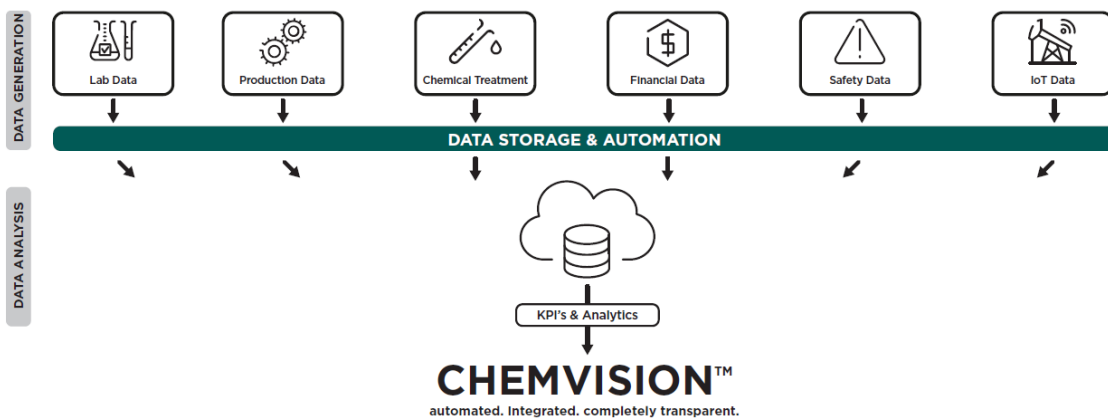 DATA GENERATION
Lab Data
Production Data
Chemical Treatment
Financial Data
Safety Data
IoT Data
DATA STORAGE & AUTOMATION
DATA ANALYSIS
KPI's & Analytics
CHEMVISION™
automated. Integrated. completely transparent.